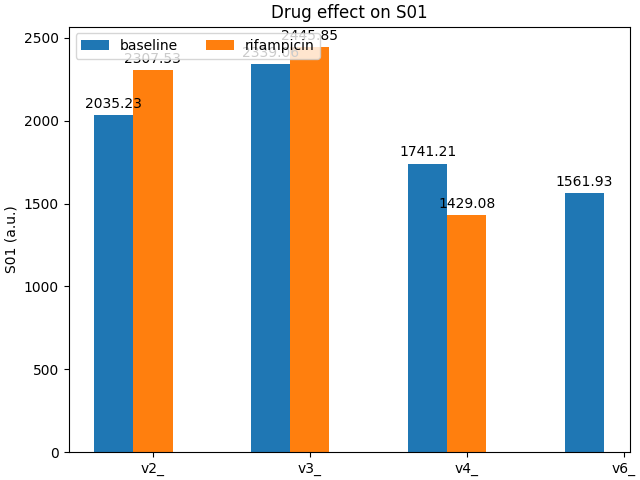 Drug effect on S01
baseline
rifampicin
2445.85
2307.53
2035.23
1741.21
1429.08
1561.93
S01 (a.u.)
2500
2000
1500
1000
500
0
v2_
v3_
v4_
v6_